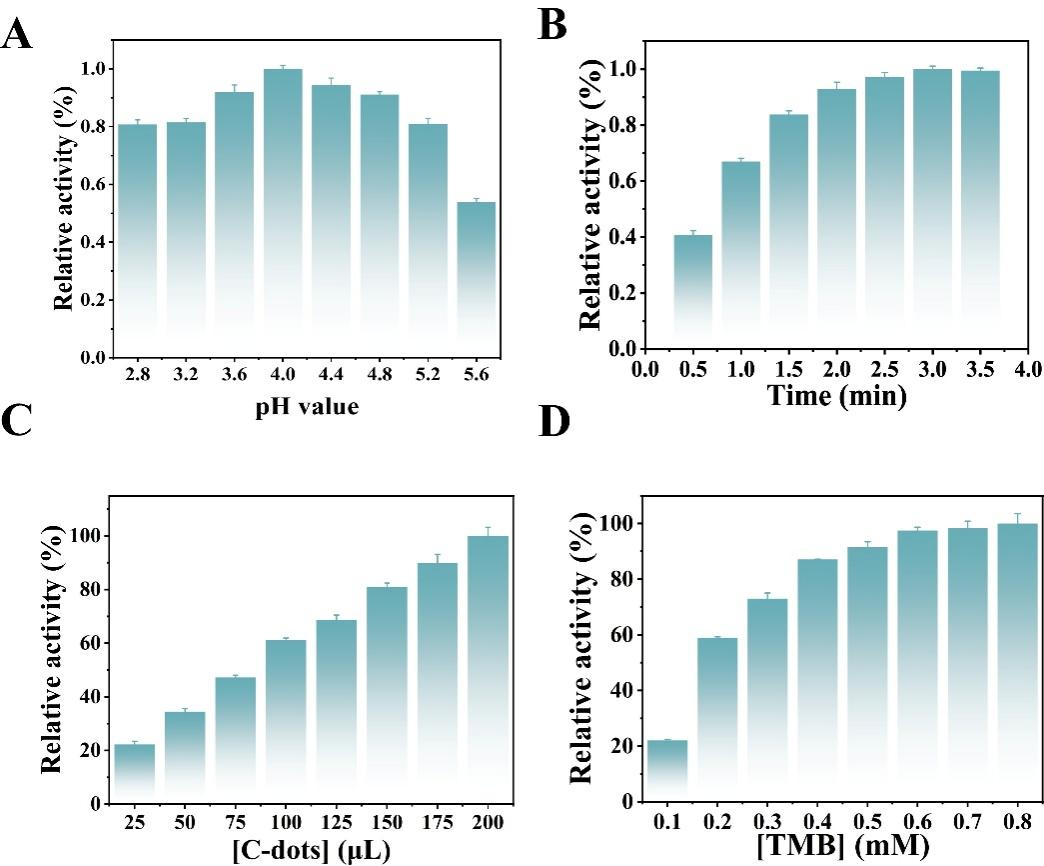 A
Relative activity (%)
1.0
0.8
0.6
0.4
0.2
0.0
2.8 3.2 3.6 4.0 4.4 4.8 5.2 5.6
pH value
B
Relative activity (%)
1.0
0.8
0.6
0.4
0.2
0.0
0.0 0.5 1.0 1.5 2.0 2.5 3.0 3.5 4.0
Time (min)
C
Relative activity (%)
100
80
60
40
20
0
25 50 75 100 125 150 175 200
[C-dots] (μL)
D
Relative activity (%)
100
80
60
40
20
0
0.1 0.2 0.3 0.4 0.5 0.6 0.7 0.8
[TMB] (mM)